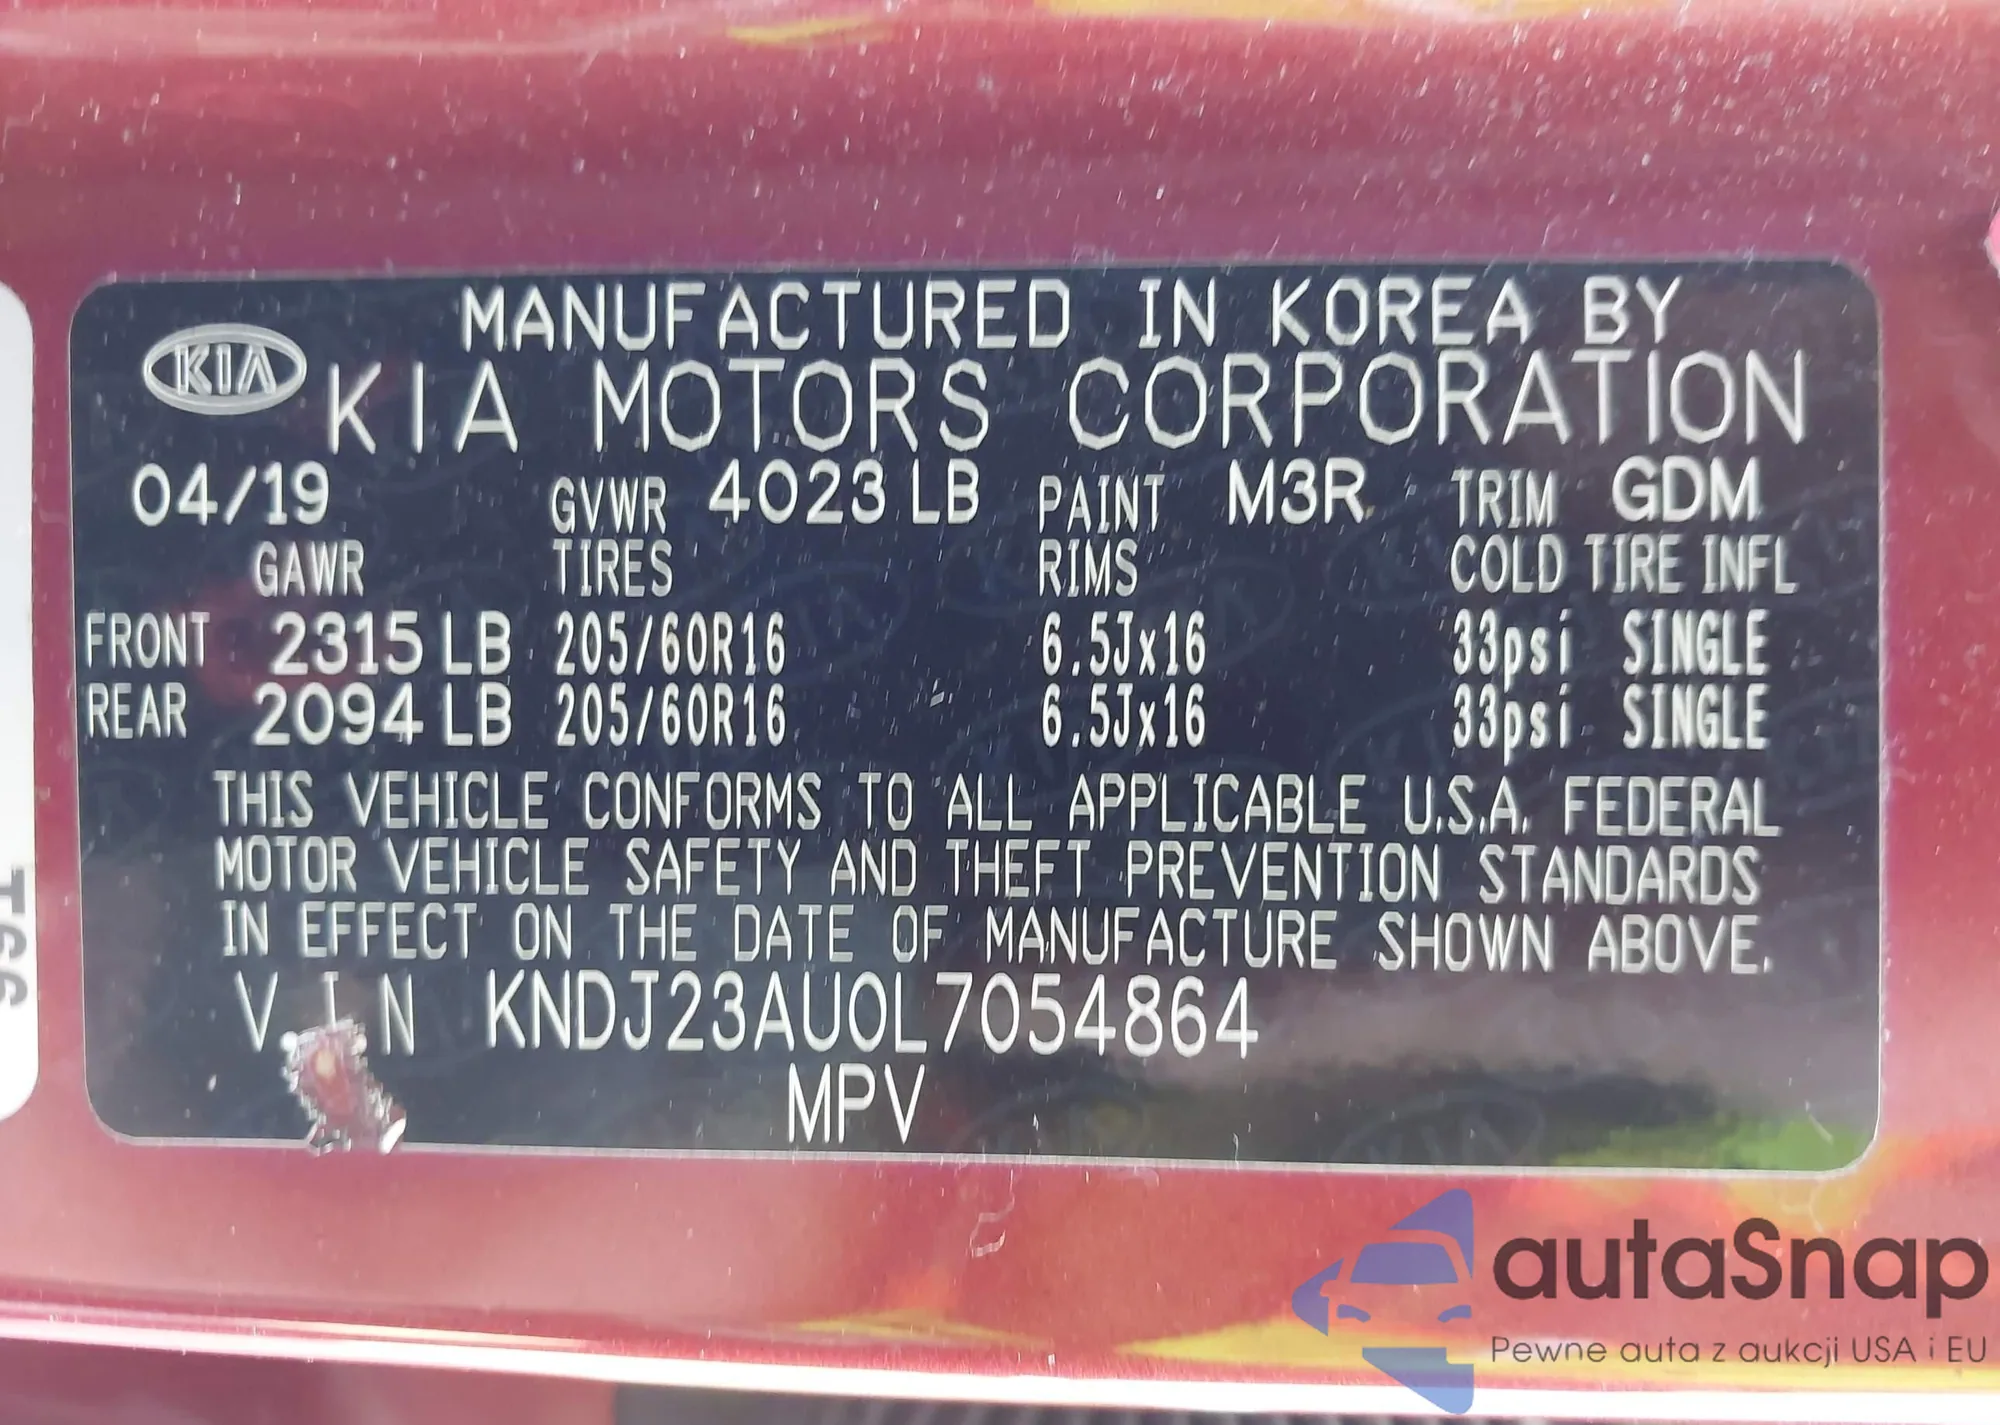 MANUFACTURED IN KOREA BY
KIA KIA MOTORS CORPORATION
04/19 GVWR 4023 LB PAINT M3R TRIM GDM
GAWR TIRES RIMS COLD TIRE INFL
FRONT 2315 LB 205/60R16 6.5Jx16 33psi SINGLE
REAR 2094 LB 205/60R16 6.5Jx16 33psi SINGLE
THIS VEHICLE CONFORMS TO ALL APPLICABLE U.S.A. FEDERAL
MOTOR VEHICLE SAFETY AND THEFT PREVENTION STANDARDS
IN EFFECT ON THE DATE OF MANUFACTURE SHOWN ABOVE.
VIN KNDJ23AU0L7054864
MPV
autaSnap
Pewne auta z aukcji USA i EU